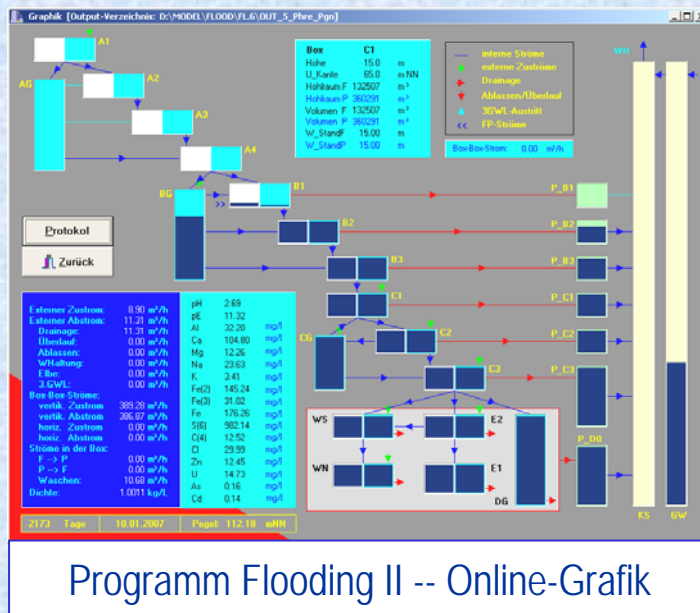 Graphik [Output-Verzeichnis: D:\MODEL\FLOOD\FL.6\OUT_5_Phre_Pgn]
A1
AG
A2
A3
A4
Box C1
Höhe 15.0 m
U_Kante 65.0 m NN
Hohlraum F 132507 m³
Hohlraum P 360291 m³
Volumen F 132507 m³
Volumen P 360291 m³
W_StandF 15.00 m
W_StandP 15.00 m
interne Ströme
externe Zuströme
Drainage
Ablassen/Überlauf
3GWL-Austritt
<< FP-Ströme
Box-Box-Strom: 0.00 m³/h
WH
BG
>>
B1
P_B1
B2
P_B2
B3
P_B3
C1
P_C1
CG
C2
P_C2
C3
P_C3
WS
E2
WN
E1
DG
P_D0
KS
GW
Protokol
Zurück
Externer Zustrom: 8.90 m³/h
Externer Abstrom: 11.31 m³/h
Drainage: 11.31 m³/h
Überlauf: 0.00 m³/h
Ablassen: 0.00 m³/h
WHaltung: 0.00 m³/h
Elbe: 0.00 m³/h
3.GWL: 0.00 m³/h
Box-Box-Ströme:
vertik. Zustrom 389.28 m³/h
vertik. Abstrom 386.87 m³/h
horiz. Zustrom 0.00 m³/h
horiz. Abstrom 0.00 m³/h
Ströme in der Box:
F --> P 0.00 m³/h
P --> F 0.00 m³/h
Waschen: 10.68 m³/h
Dichte: 1.0011 kg/L
pH 2.69
pE 11.32
Al 32.20 mg/l
Ca 104.80 mg/l
Mg 12.26 mg/l
Na 23.63 mg/l
K 3.41 mg/l
Fe(2) 145.24 mg/l
Fe(3) 31.02 mg/l
Fe 176.26 mg/l
S(6) 982.14 mg/l
C(4) 12.52 mg/l
Cl 29.99 mg/l
Zn 12.45 mg/l
U 14.73 mg/l
As 0.16 mg/l
Cd 0.14 mg/l
2173 Tage 10.01.2007 Pegel: 112.18 mNN
Programm Flooding II -- Online-Grafik